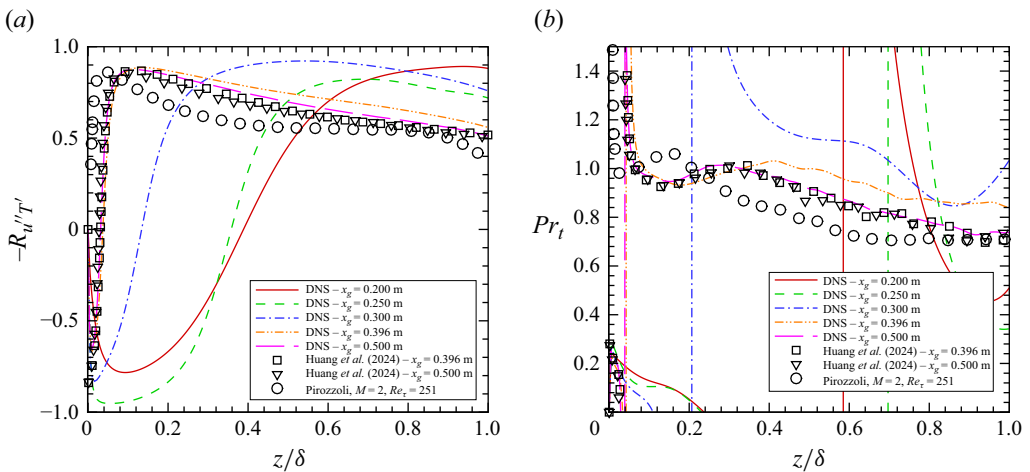 (a)
1.0
0.5
0
−0.5
−1.0
−R_u″T′
0
0.2
0.4
0.6
0.8
1.0
z/δ
DNS – x_g = 0.200 m
DNS – x_g = 0.250 m
DNS – x_g = 0.300 m
DNS – x_g = 0.396 m
DNS – x_g = 0.500 m
Huang et al. (2024) – x_g = 0.396 m
Huang et al. (2024) – x_g = 0.500 m
Pirozzoli, M = 2, Re_τ = 251
(b)
1.4
1.2
1.0
0.8
0.6
0.4
0.2
Pr_t
0
0.2
0.4
0.6
0.8
1.0
z/δ
DNS – x_g = 0.200 m
DNS – x_g = 0.250 m
DNS – x_g = 0.300 m
DNS – x_g = 0.396 m
DNS – x_g = 0.500 m
Huang et al. (2024) – x_g = 0.396 m
Huang et al. (2024) – x_g = 0.500 m
Pirozzoli, M = 2, Re_τ = 251